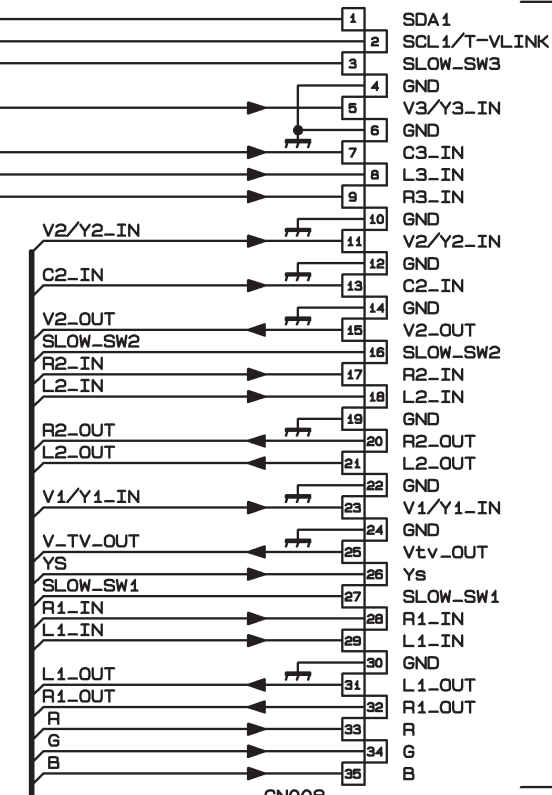 1 SDA1
2 SCL1/T-VLINK
3 SLOW_SW3
4 GND
5 V3/Y3_IN
6 GND
7 C3_IN
8 L3_IN
9 R3_IN
10 GND
V2/Y2_IN 11 V2/Y2_IN
12 GND
C2_IN 13 C2_IN
14 GND
V2_OUT 15 V2_OUT
SLOW_SW2 16 SLOW_SW2
R2_IN 17 R2_IN
L2_IN 18 L2_IN
19 GND
R2_OUT 20 R2_OUT
L2_OUT 21 L2_OUT
22 GND
V1/Y1_IN 23 V1/Y1_IN
24 GND
V_TV_OUT 25 Vtv_OUT
YS 26 Ys
SLOW_SW1 27 SLOW_SW1
R1_IN 28 R1_IN
L1_IN 29 L1_IN
30 GND
L1_OUT 31 L1_OUT
R1_OUT 32 R1_OUT
R 33 R
G 34 G
B 35 B